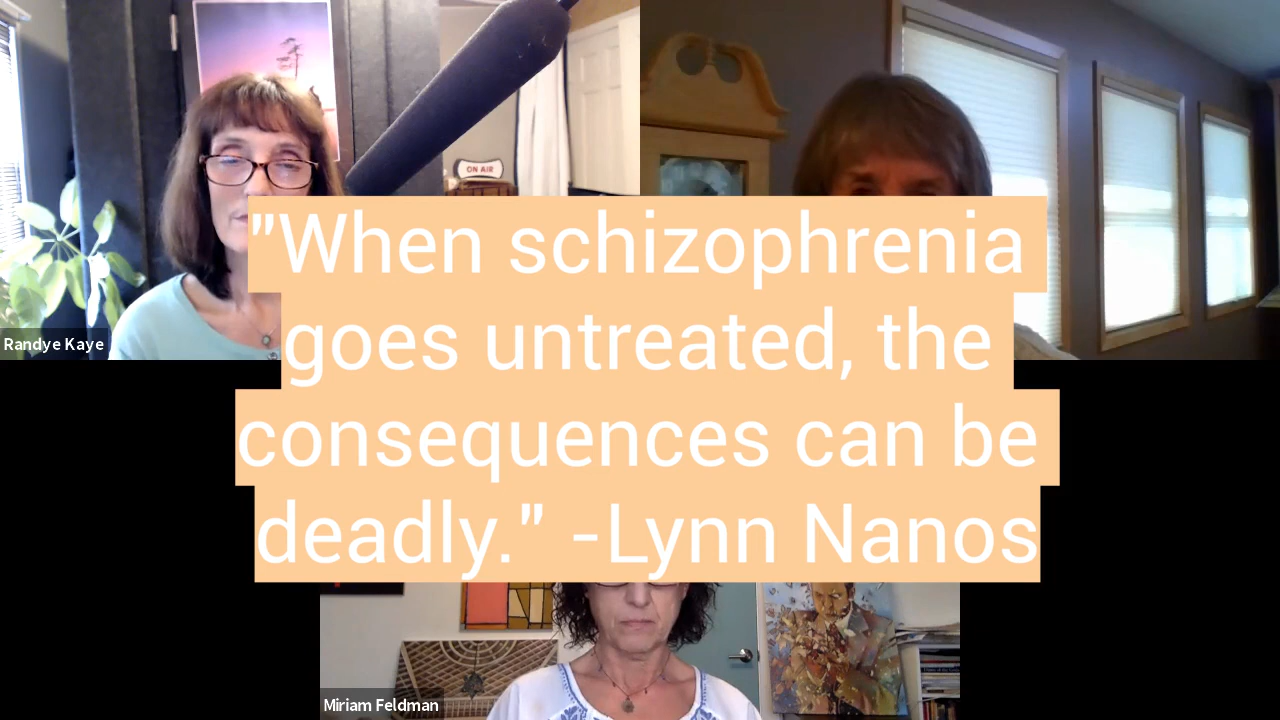 ON AIR
Randye Kaye
"When schizophrenia
goes untreated, the
consequences can be
deadly." -Lynn Nanos
Miriam Feldman